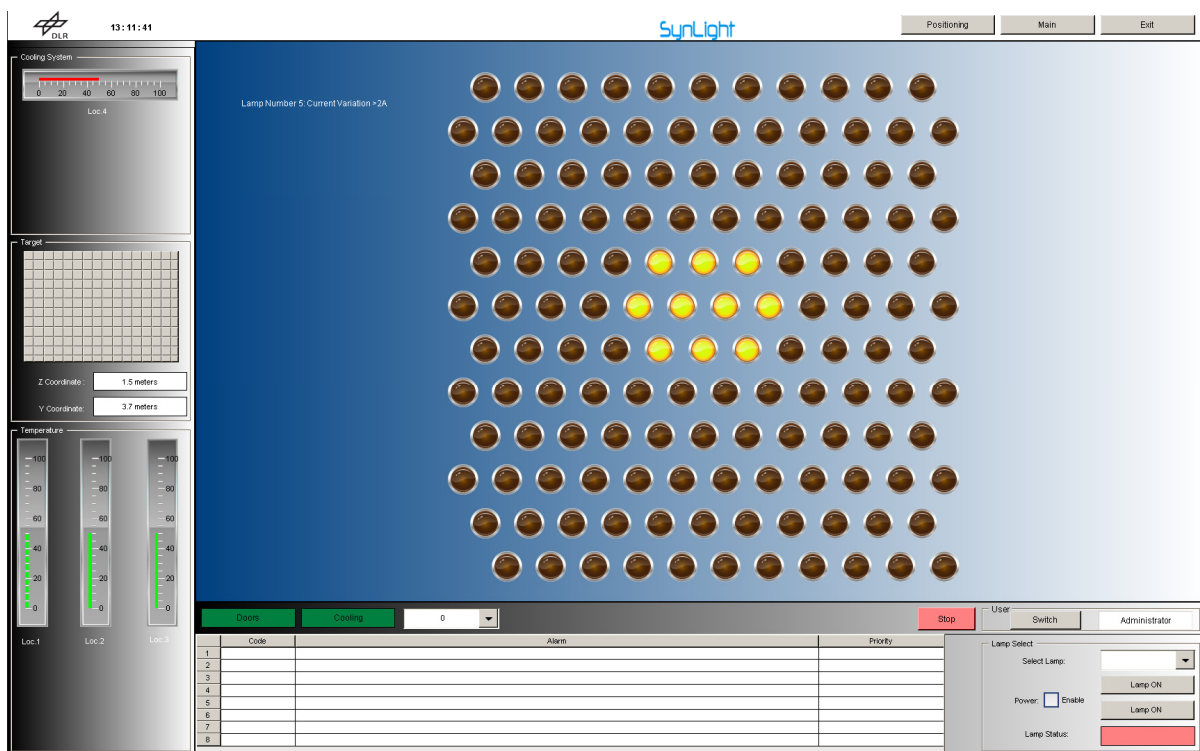 DLR
13:11:41
SynLight
Positioning
Main
Exit
Cooling System
0 20 40 60 80 100
Loc.4
Lamp Number 5: Current Variation >2A
Target
Z Coordinate :
1.5 meters
Y Coordinate:
3.7 meters
Temperature
100 100 100
80 80 80
60 60 60
40 40 40
20 20 20
0 0 0
Loc.1 Loc.2 Loc.3
Doors
Cooling
0
Stop
User
Switch
Administrator
Code Alarm Priority
1
2
3
4
5
6
7
8
Lamp Select
Select Lamp:
Lamp ON
Power: Enable
Lamp ON
Lamp Status: